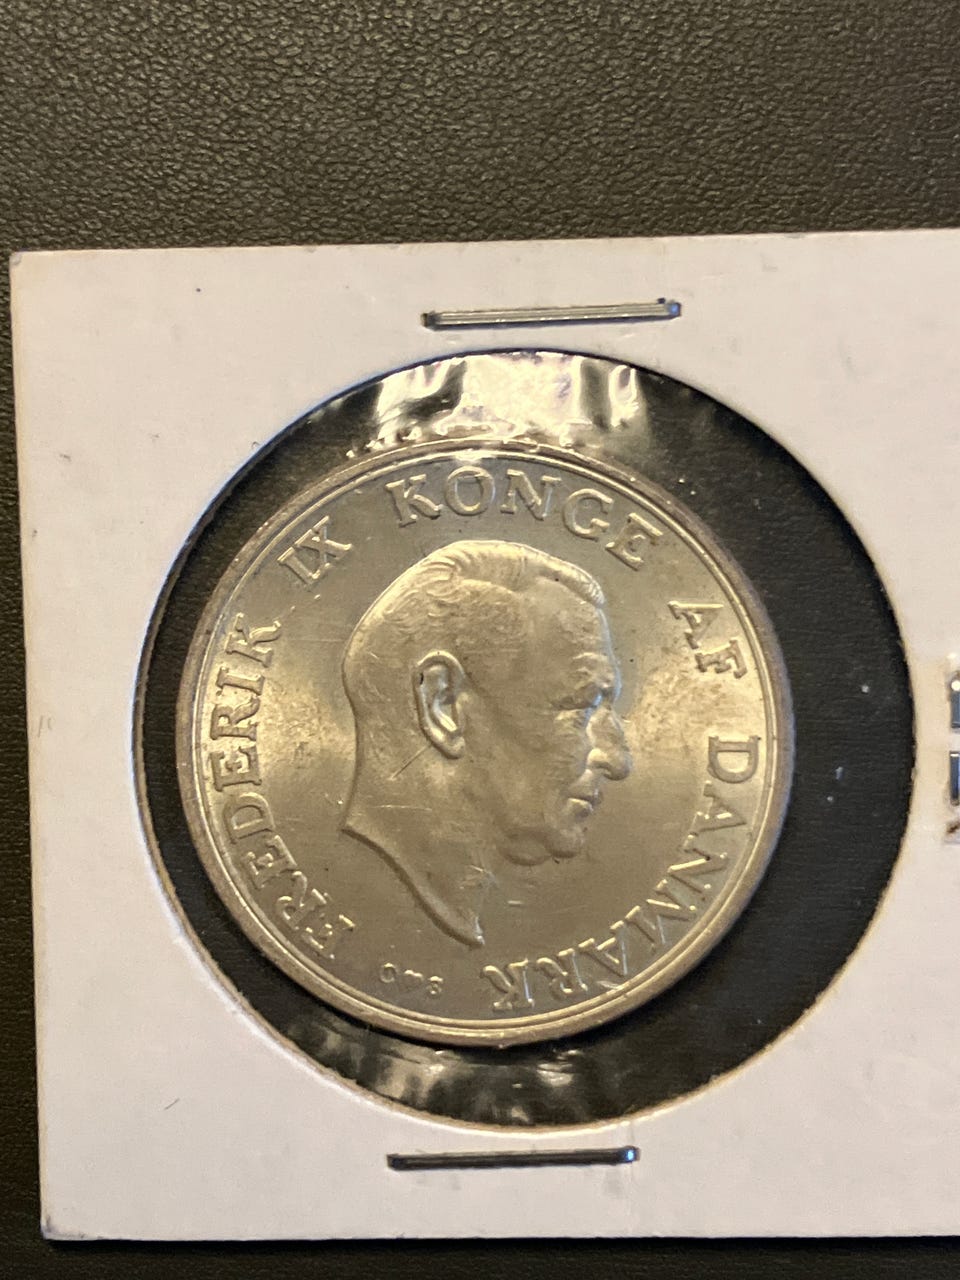 FREDERIK IX KONGE AF DANMARK